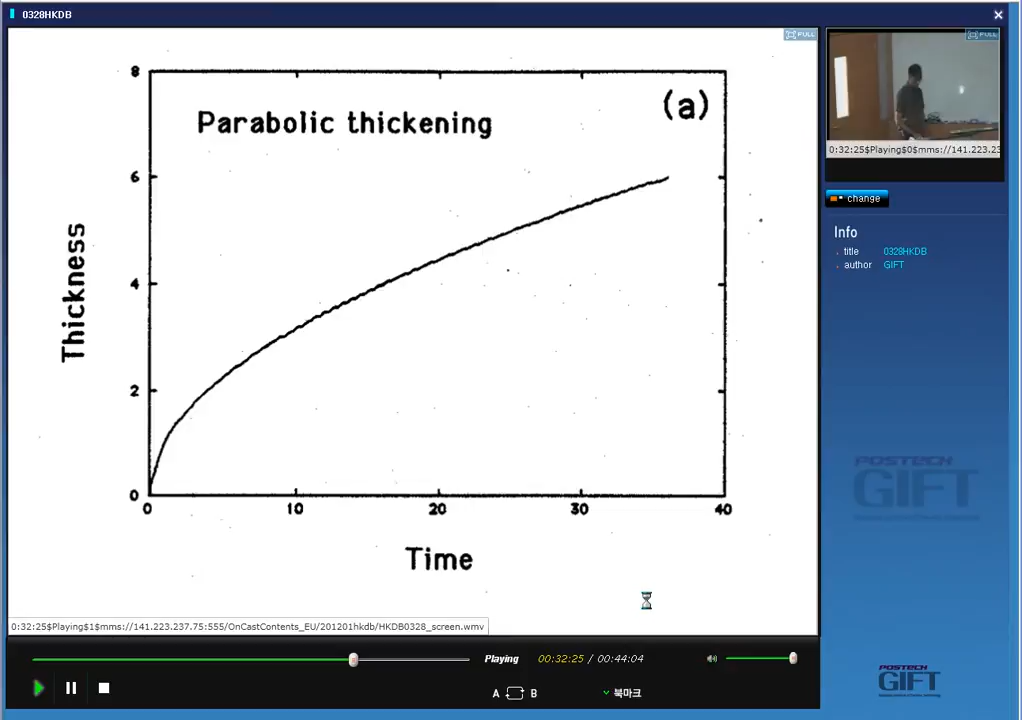 0328HKDB
FULL
FULL
8
Parabolic thickening
(a)
6
4
2
0
Thickness
0 10 20 30 40
Time
0:32:25$Playing$0$mms://141.223.23
change
Info
title 0328HKDB
author GIFT
POSTECH
GIFT
0:32:25$Playing$1$mms://141.223.237.75:555/OnCastContents_EU/201201hkdb/HKDB0328_screen.wmv
Playing 00:32:25 / 00:44:04
A B 북마크
POSTECH
GIFT